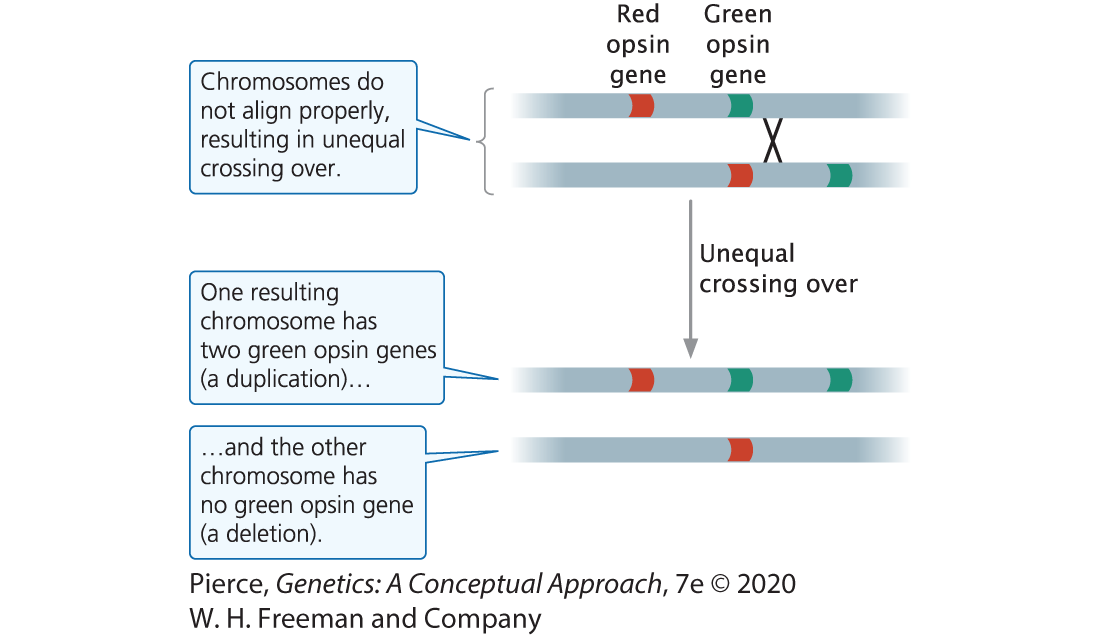 Red
opsin
gene
Green
opsin
gene
Chromosomes do
not align properly,
resulting in unequal
crossing over.
Unequal
crossing over
One resulting
chromosome has
two green opsin genes
(a duplication)…
…and the other
chromosome has
no green opsin gene
(a deletion).
Pierce, Genetics: A Conceptual Approach, 7e © 2020
W. H. Freeman and Company